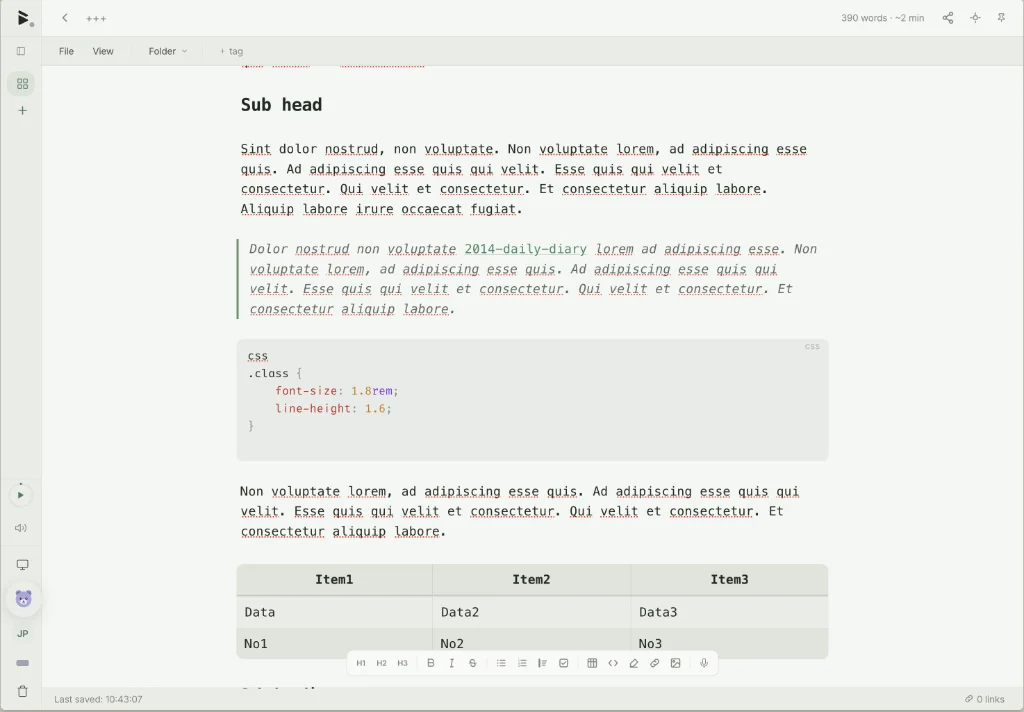 +++
390 words · ~2 min
File View Folder + tag
Sub head
Sint dolor nostrud, non voluptate. Non voluptate lorem, ad adipiscing esse
quis. Ad adipiscing esse quis qui velit. Esse quis qui velit et
consectetur. Qui velit et consectetur. Et consectetur aliquip labore.
Aliquip labore irure occaecat fugiat.
Dolor nostrud non voluptate 2014-daily-diary lorem ad adipiscing esse. Non
voluptate lorem, ad adipiscing esse quis. Ad adipiscing esse quis qui
velit. Esse quis qui velit et consectetur. Qui velit et consectetur. Et
consectetur aliquip labore.
css
css
.class {
    font-size: 1.8rem;
    line-height: 1.6;
}
Non voluptate lorem, ad adipiscing esse quis. Ad adipiscing esse quis qui
velit. Esse quis qui velit et consectetur. Qui velit et consectetur. Et
consectetur aliquip labore.
Item1 Item2 Item3
Data Data2 Data3
No1 No2 No3
JP
H1 H2 H3 B I S
Last saved: 10:43:07
0 links